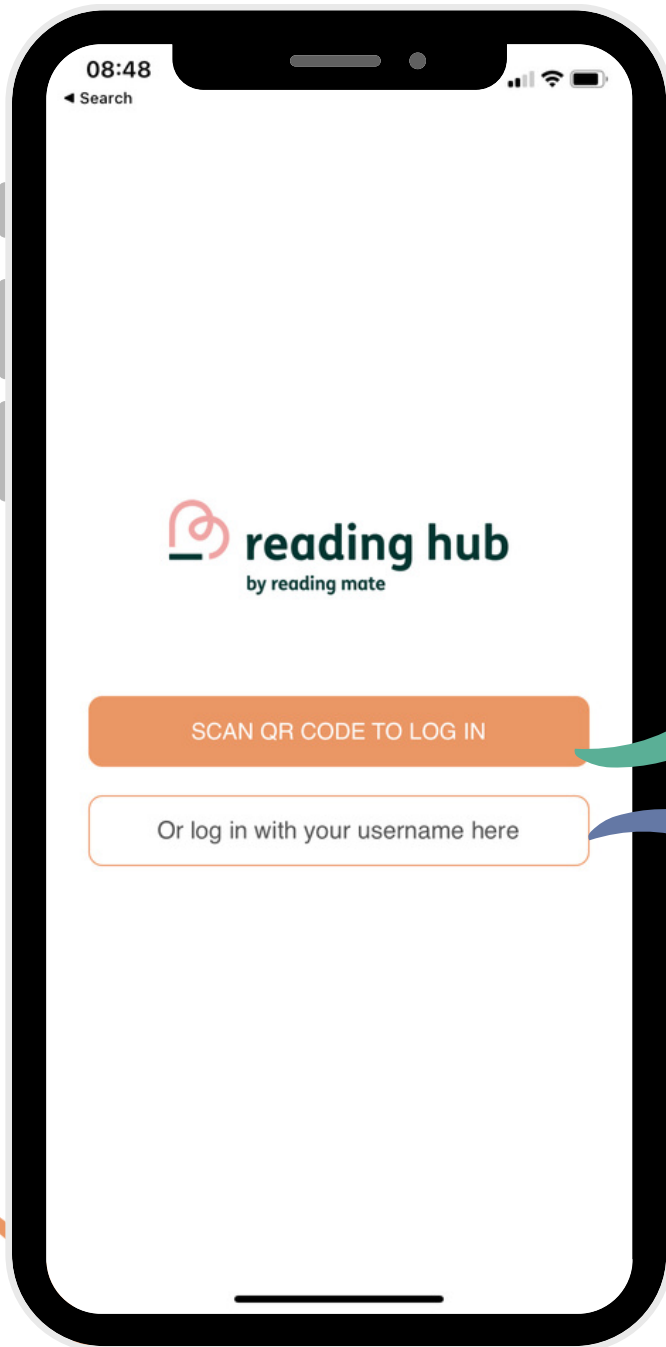 08:48
◀ Search
reading hub
by reading mate
SCAN QR CODE TO LOG IN
Or log in with your username here